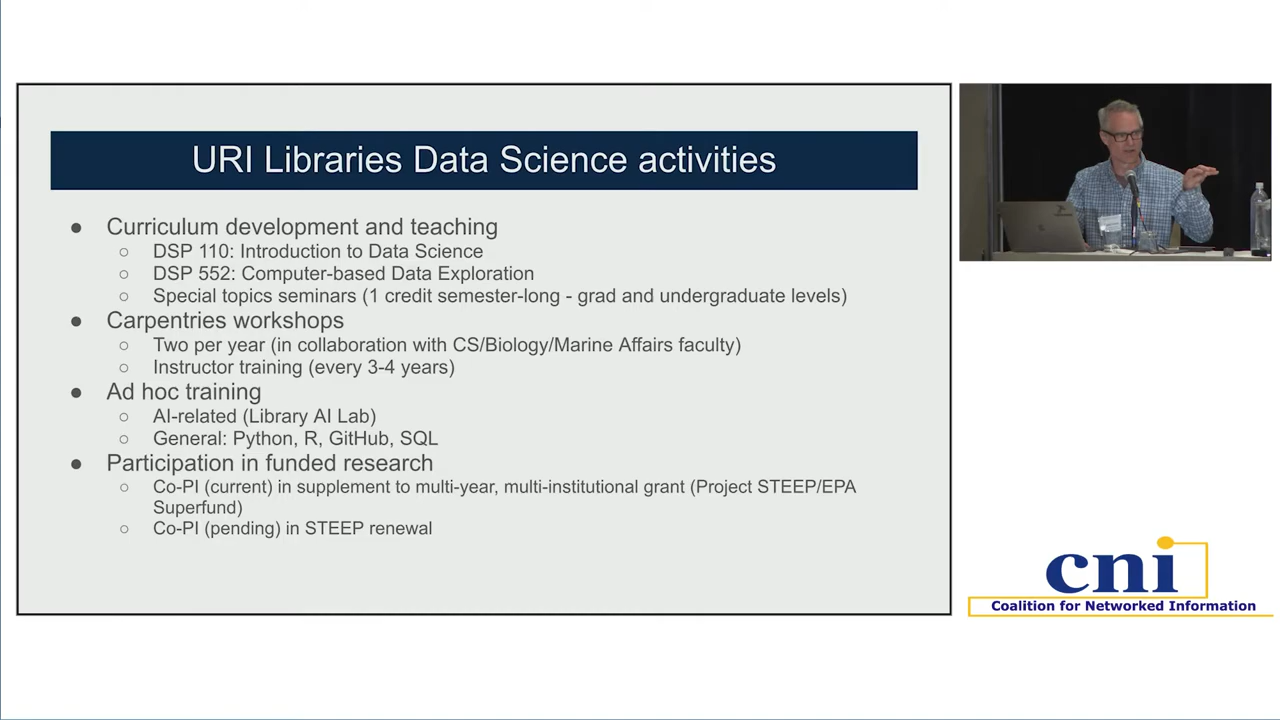 URI Libraries Data Science activities
● Curriculum development and teaching
○ DSP 110: Introduction to Data Science
○ DSP 552: Computer-based Data Exploration
○ Special topics seminars (1 credit semester-long - grad and undergraduate levels)
● Carpentries workshops
○ Two per year (in collaboration with CS/Biology/Marine Affairs faculty)
○ Instructor training (every 3-4 years)
● Ad hoc training
○ AI-related (Library AI Lab)
○ General: Python, R, GitHub, SQL
● Participation in funded research
○ Co-PI (current) in supplement to multi-year, multi-institutional grant (Project STEEP/EPA
Superfund)
○ Co-PI (pending) in STEEP renewal
cni
Coalition for Networked Information